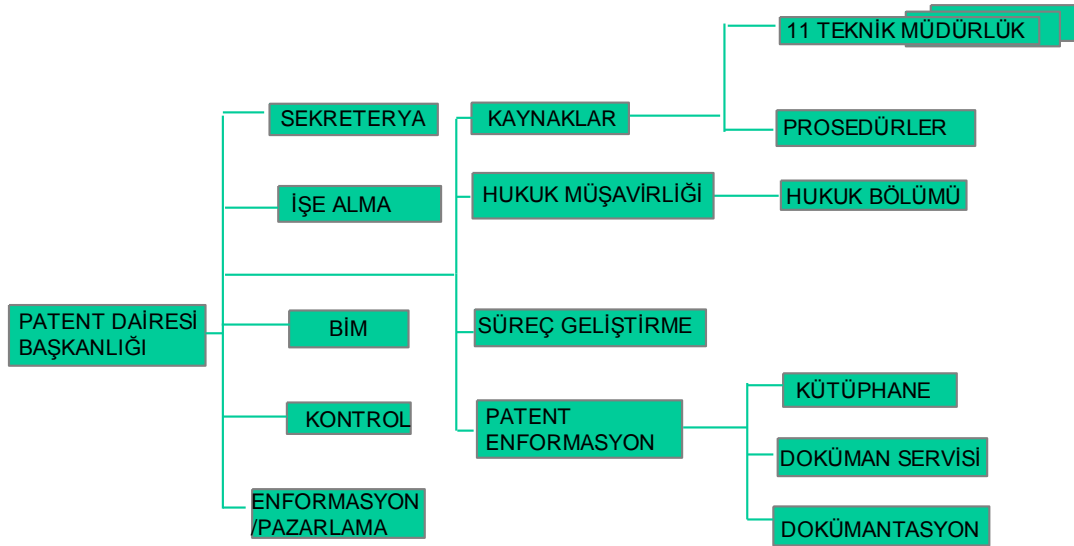 11 TEKNİK MÜDÜRLÜK
SEKRETERYA
KAYNAKLAR
PROSEDÜRLER
İŞE ALMA
HUKUK MÜŞAVİRLİĞİ
HUKUK BÖLÜMÜ
PATENT DAİRESİ
BAŞKANLIĞI
BİM
SÜREÇ GELİŞTİRME
KÜTÜPHANE
KONTROL
PATENT
ENFORMASYON
DOKÜMAN SERVİSİ
ENFORMASYON
/PAZARLAMA
DOKÜMANTASYON